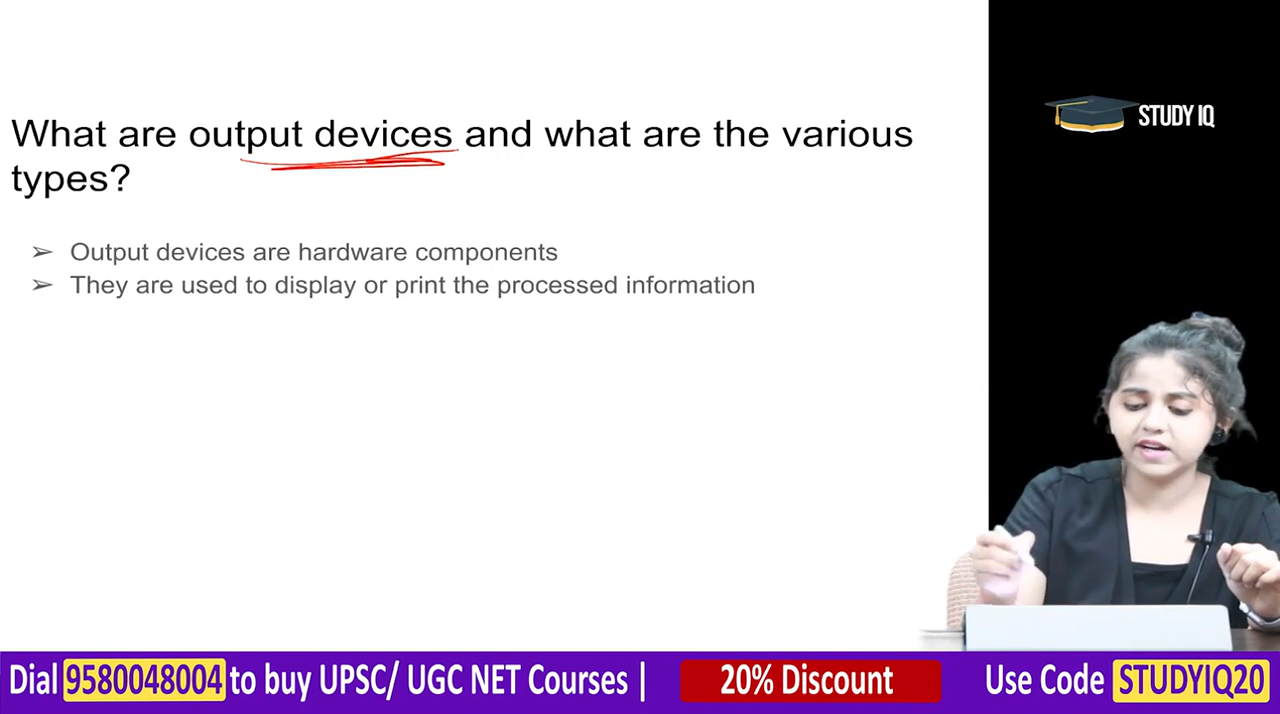 What are output devices and what are the various
types?
➢ Output devices are hardware components
➢ They are used to display or print the processed information
STUDY IQ
Dial 9580048004 to buy UPSC/ UGC NET Courses | 20% Discount Use Code STUDYIQ20